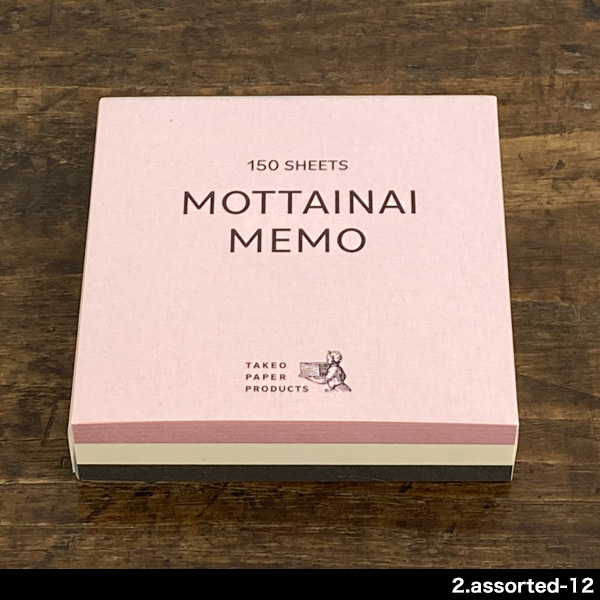 150 SHEETS
MOTTAINAI
MEMO
TAKEO
PAPER
PRODUCTS
2.assorted-12